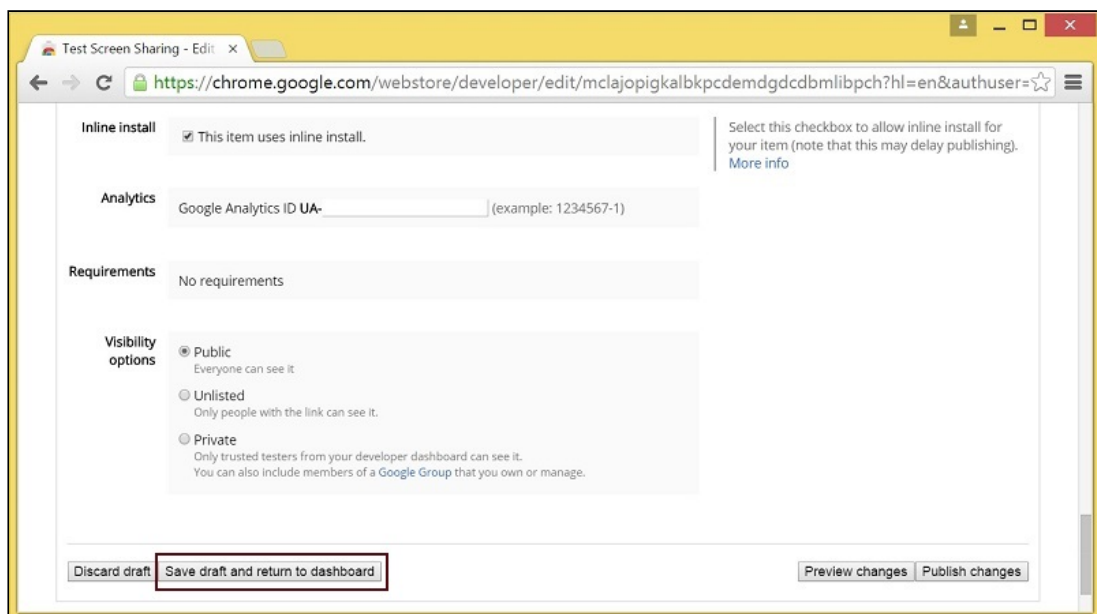 Test Screen Sharing - Edit
https://chrome.google.com/webstore/developer/edit/mclajopigkalbkpcdemdgdcdbmlibpch?hl=en&authuser=
Inline install
This item uses inline install.
Select this checkbox to allow inline install for
your item (note that this may delay publishing).
More info
Analytics
Google Analytics ID UA- (example: 1234567-1)
Requirements
No requirements
Visibility
options
Public
Everyone can see it
Unlisted
Only people with the link can see it.
Private
Only trusted testers from your developer dashboard can see it.
You can also include members of a Google Group that you own or manage.
Discard draft Save draft and return to dashboard Preview changes Publish changes